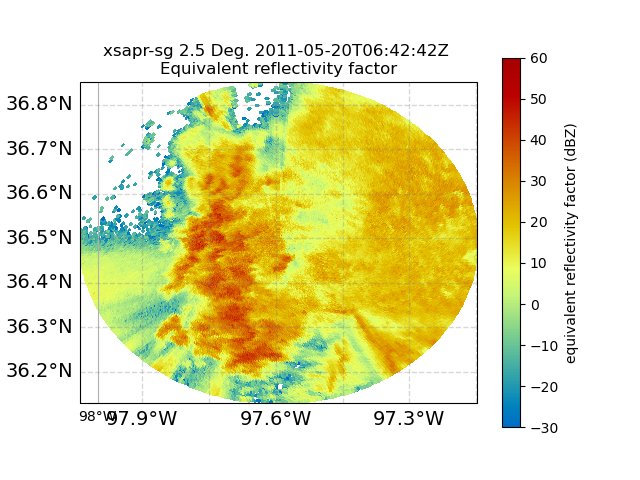 xsapr-sg 2.5 Deg. 2011-05-20T06:42:42Z
Equivalent reflectivity factor
36.8°N
36.7°N
36.6°N
36.5°N
36.4°N
36.3°N
36.2°N
98°W
97.9°W
97.6°W
97.3°W
60
50
40
30
20
10
0
−10
−20
−30
equivalent reflectivity factor (dBZ)